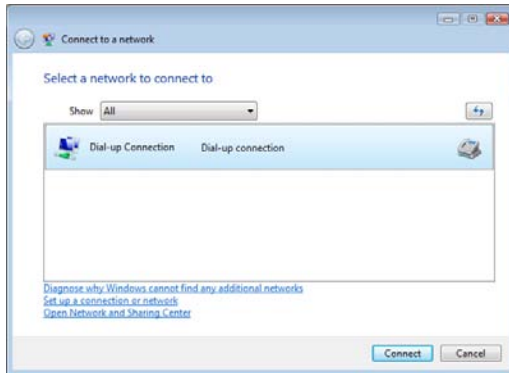 Connect to a network
Select a network to connect to
Show All
Dial-up Connection Dial-up connection
Diagnose why Windows cannot find any additional networks
Set up a connection or network
Open Network and Sharing Center
Connect Cancel